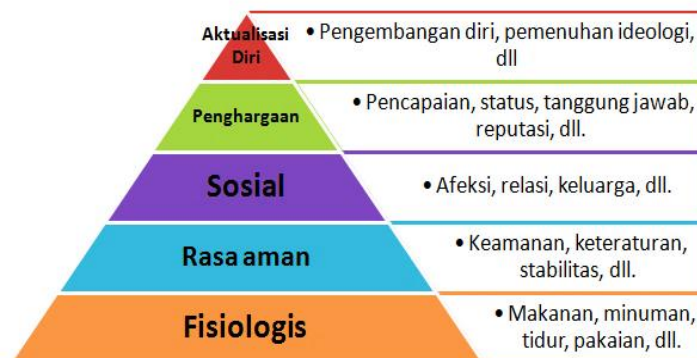 Aktualisasi
Diri
• Pengembangan diri, pemenuhan ideologi,
dll
Penghargaan
• Pencapaian, status, tanggung jawab,
reputasi, dll.
Sosial
• Afeksi, relasi, keluarga, dll.
Rasa aman
• Keamanan, keteraturan,
stabilitas, dll.
Fisiologis
• Makanan, minuman,
tidur, pakaian, dll.